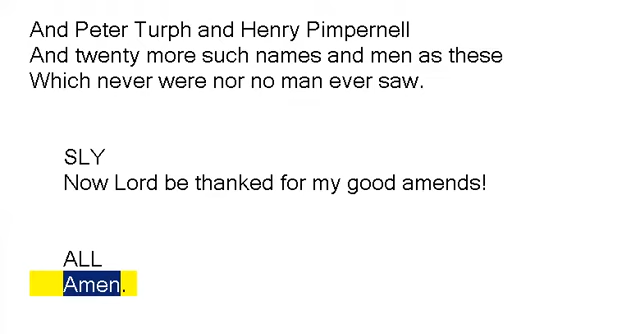 And Peter Turph and Henry Pimpernell
And twenty more such names and men as these
Which never were nor no man ever saw.
SLY
Now Lord be thanked for my good amends!
ALL
Amen.